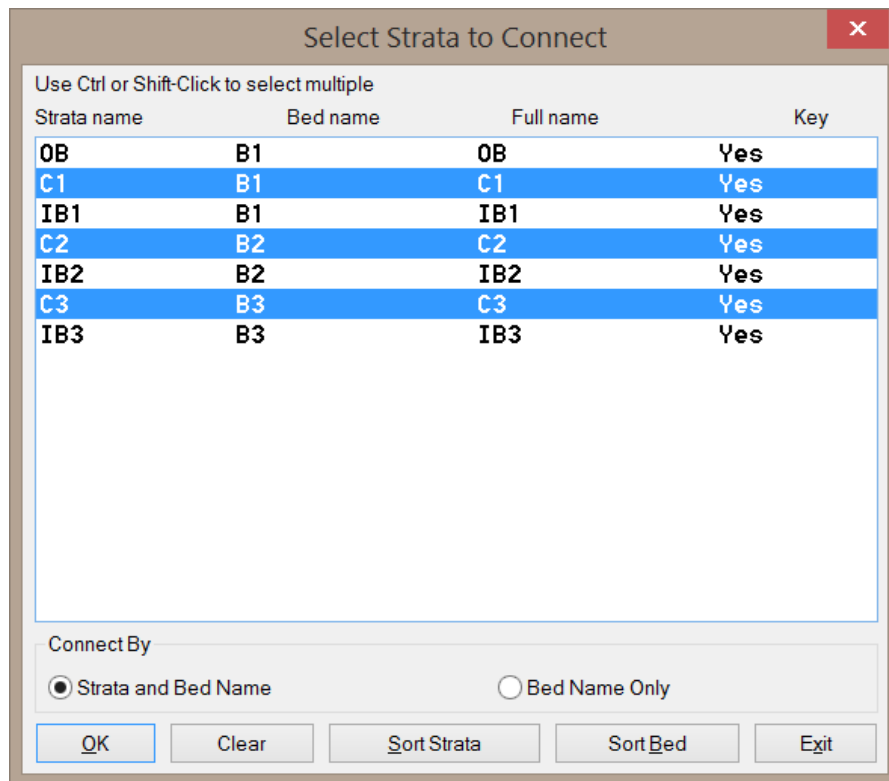 Select Strata to Connect
Use Ctrl or Shift-Click to select multiple
Strata name Bed name Full name Key
OB B1 OB Yes
C1 B1 C1 Yes
IB1 B1 IB1 Yes
C2 B2 C2 Yes
IB2 B2 IB2 Yes
C3 B3 C3 Yes
IB3 B3 IB3 Yes
Connect By
Strata and Bed Name Bed Name Only
OK Clear Sort Strata Sort Bed Exit